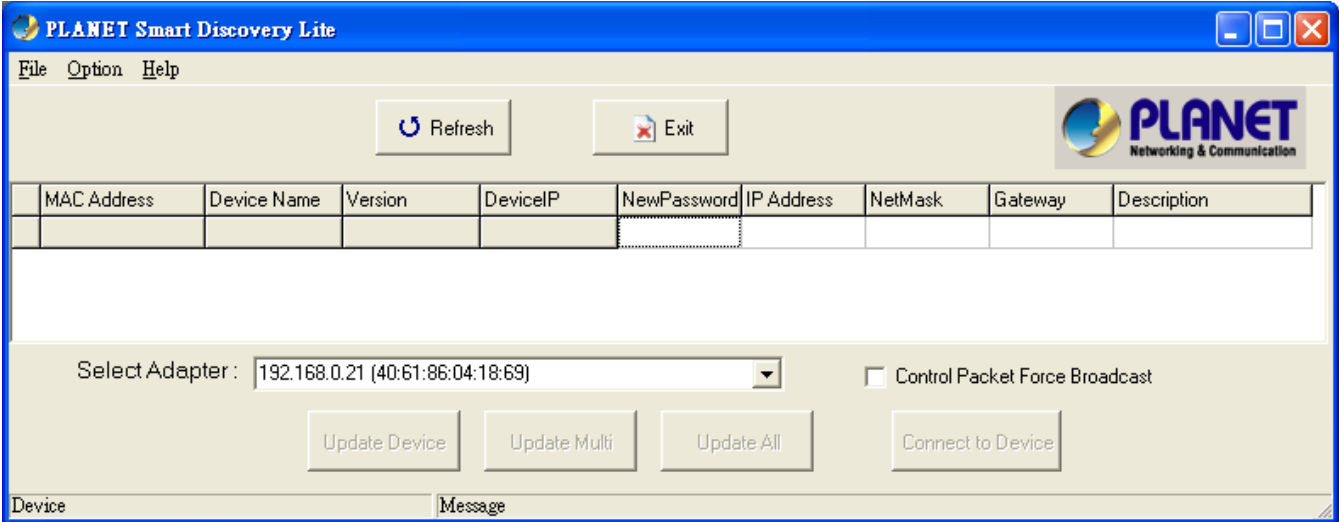 PLANET Smart Discovery Lite
File Option Help
Refresh Exit PLANET
Networking & Communication
MAC Address Device Name Version DeviceIP NewPassword IP Address NetMask Gateway Description
Select Adapter : 192.168.0.21 (40:61:86:04:18:69) Control Packet Force Broadcast
Update Device Update Multi Update All Connect to Device
Device Message